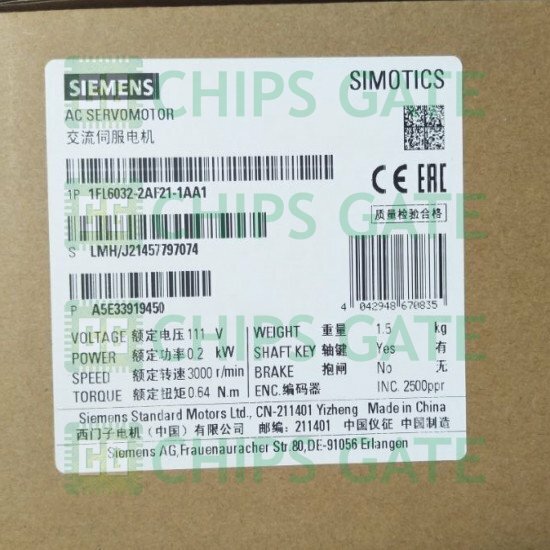 SIEMENS
SIMOTICS
AC SERVOMOTOR
交流伺服电机
1P 1FL6032-2AF21-1AA1
CE EAC
质量检验合格
S LMH/J21457797074
P A5E33919450
4 042948 670835
VOLTAGE 额定电压 111 V
POWER 额定功率 0.2 kW
SPEED 额定转速 3000 r/min
TORQUE 额定扭矩 0.64 N.m
WEIGHT 重量 1.5 kg
SHAFT KEY 轴键 Yes 有
BRAKE 抱闸 No 无
ENC.编码器 INC. 2500ppr
Siemens Standard Motors Ltd., CN-211401 Yizheng Made in China
西门子电机（中国）有限公司 邮编：211401 中国仪征 中国制造
Siemens AG,Frauenauracher Str.80,DE-91056 Erlangen
CHIPS GATE
CHIPS GATE
CHIPS GATE
CHIPS GATE